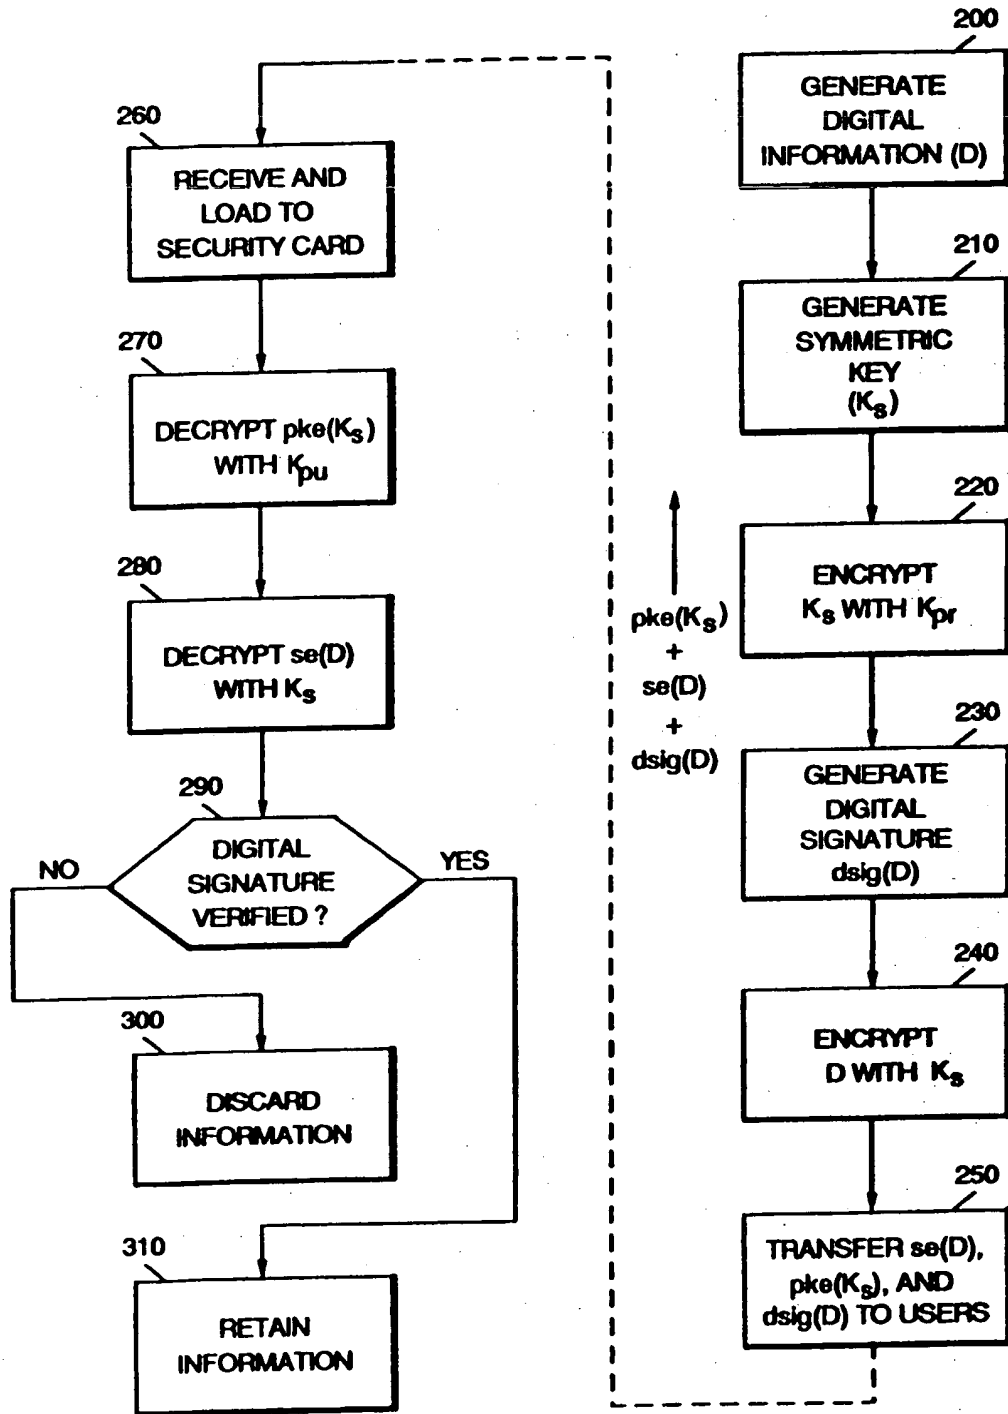 200
GENERATE
DIGITAL
INFORMATION (D)
210
GENERATE
SYMMETRIC
KEY
(Ks)
220
ENCRYPT
Ks WITH Kpr
230
GENERATE
DIGITAL
SIGNATURE
dsig(D)
240
ENCRYPT
D WITH Ks
250
TRANSFER se(D),
pke(Ks), AND
dsig(D) TO USERS
pke(Ks)
+
se(D)
+
dsig(D)
260
RECEIVE AND
LOAD TO
SECURITY CARD
270
DECRYPT pke(Ks)
WITH Kpu
280
DECRYPT se(D)
WITH Ks
290
DIGITAL
SIGNATURE
VERIFIED ?
NO
YES
300
DISCARD
INFORMATION
310
RETAIN
INFORMATION